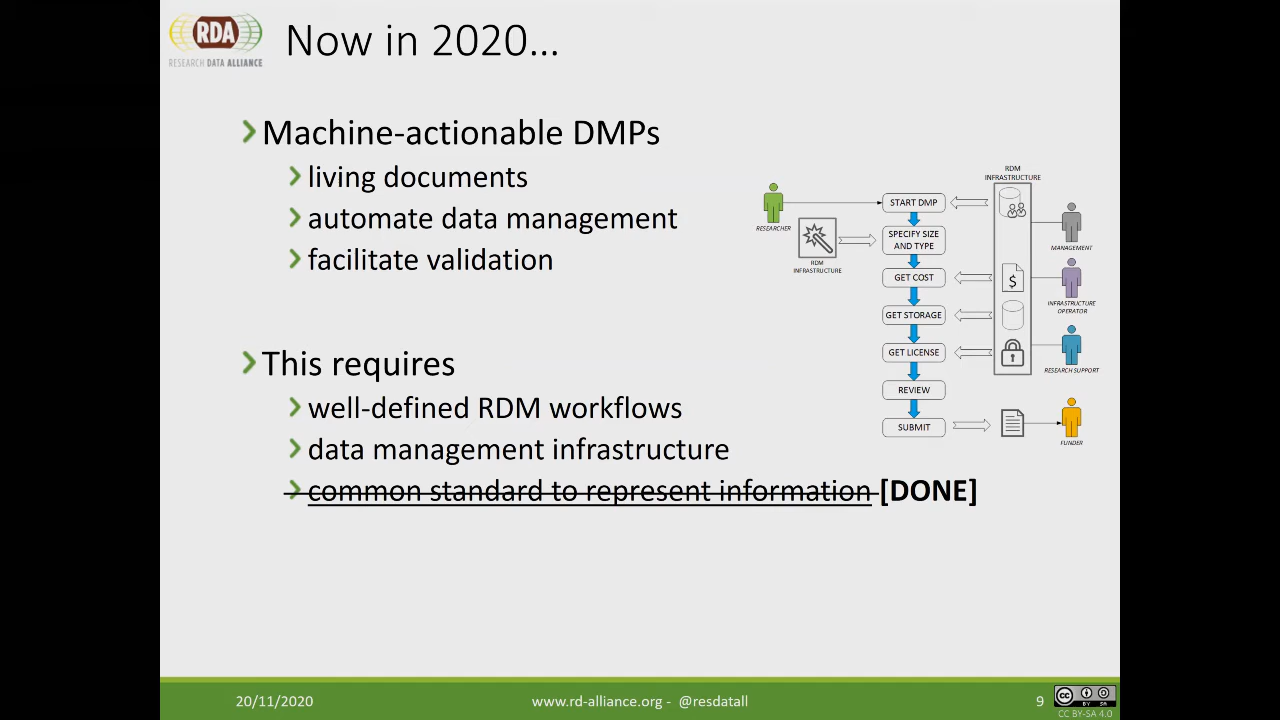 RDA
RESEARCH DATA ALLIANCE
Now in 2020...
Machine-actionable DMPs
living documents
automate data management
facilitate validation
This requires
well-defined RDM workflows
data management infrastructure
common standard to represent information [DONE]
RESEARCHER
RDM
INFRASTRUCTURE
START DMP
SPECIFY SIZE
AND TYPE
GET COST
GET STORAGE
GET LICENSE
REVIEW
SUBMIT
RDM
INFRASTRUCTURE
$
MANAGEMENT
INFRASTRUCTURE
OPERATOR
RESEARCH SUPPORT
FUNDER
20/11/2020
www.rd-alliance.org - @resdatall
9
cc
BY SA
CC BY-SA 4.0